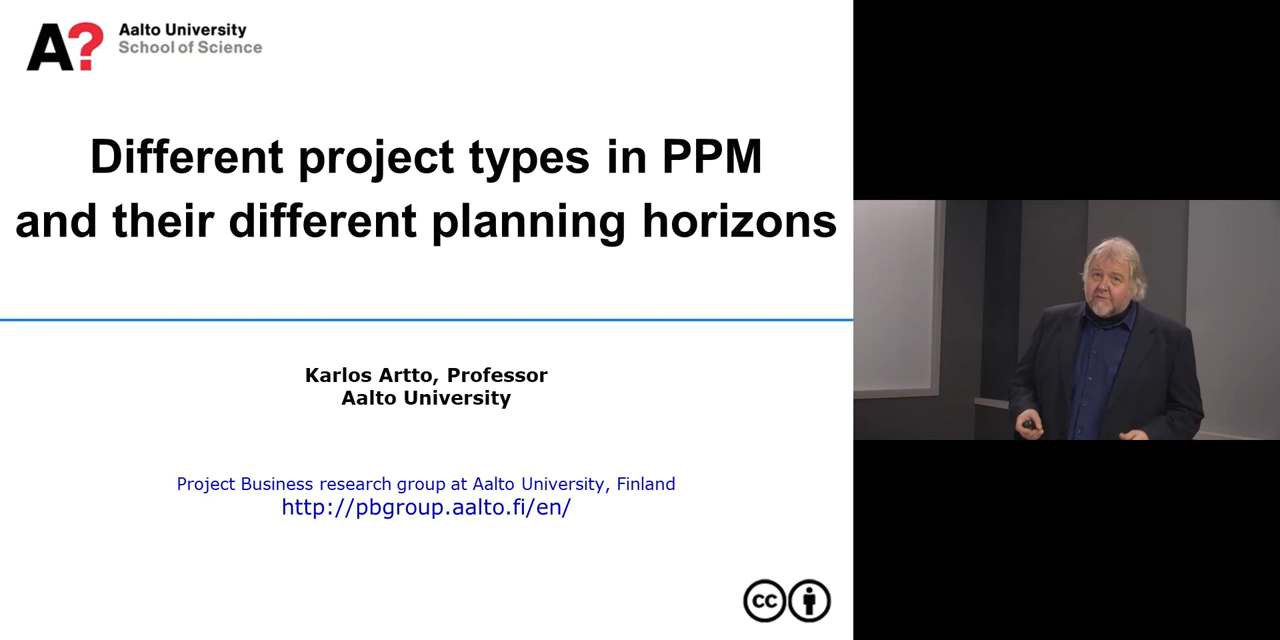 A?
Aalto University
School of Science
Different project types in PPM
and their different planning horizons
Karlos Artto, Professor
Aalto University
Project Business research group at Aalto University, Finland
http://pbgroup.aalto.fi/en/
cc